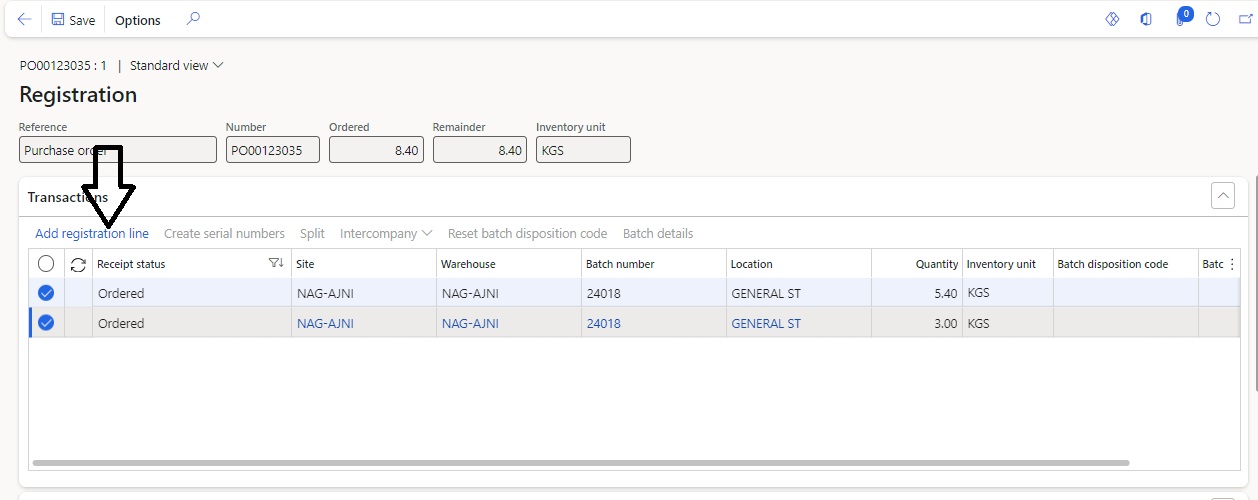 Save Options 0
PO00123035 : 1 | Standard view
Registration
Reference Number Ordered Remainder Inventory unit
Purchase order PO00123035 8.40 8.40 KGS
Transactions
Add registration line Create serial numbers Split Intercompany Reset batch disposition code Batch details
Receipt status Site Warehouse Batch number Location Quantity Inventory unit Batch disposition code Batc
Ordered NAG-AJNI NAG-AJNI 24018 GENERAL ST 5.40 KGS
Ordered NAG-AJNI NAG-AJNI 24018 GENERAL ST 3.00 KGS